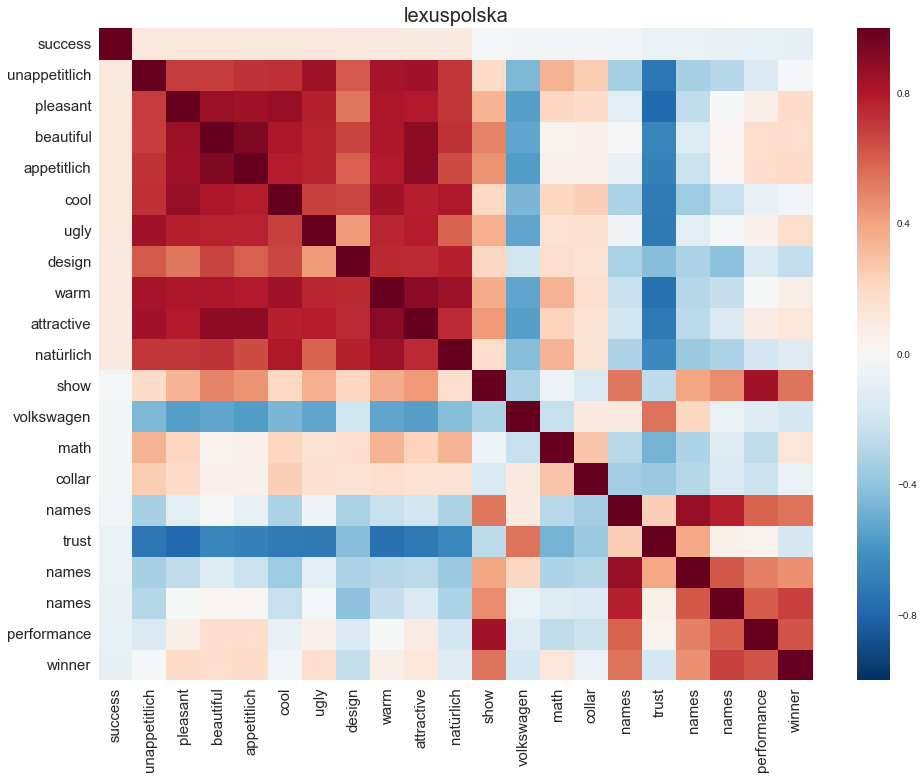 lexuspolska
success
unappetitlich
pleasant
beautiful
appetitlich
cool
ugly
design
warm
attractive
natürlich
show
volkswagen
math
collar
names
trust
names
names
performance
winner
0.8
0.4
0.0
−0.4
−0.8
success
unappetitlich
pleasant
beautiful
appetitlich
cool
ugly
design
warm
attractive
natürlich
show
volkswagen
math
collar
names
trust
names
names
performance
winner